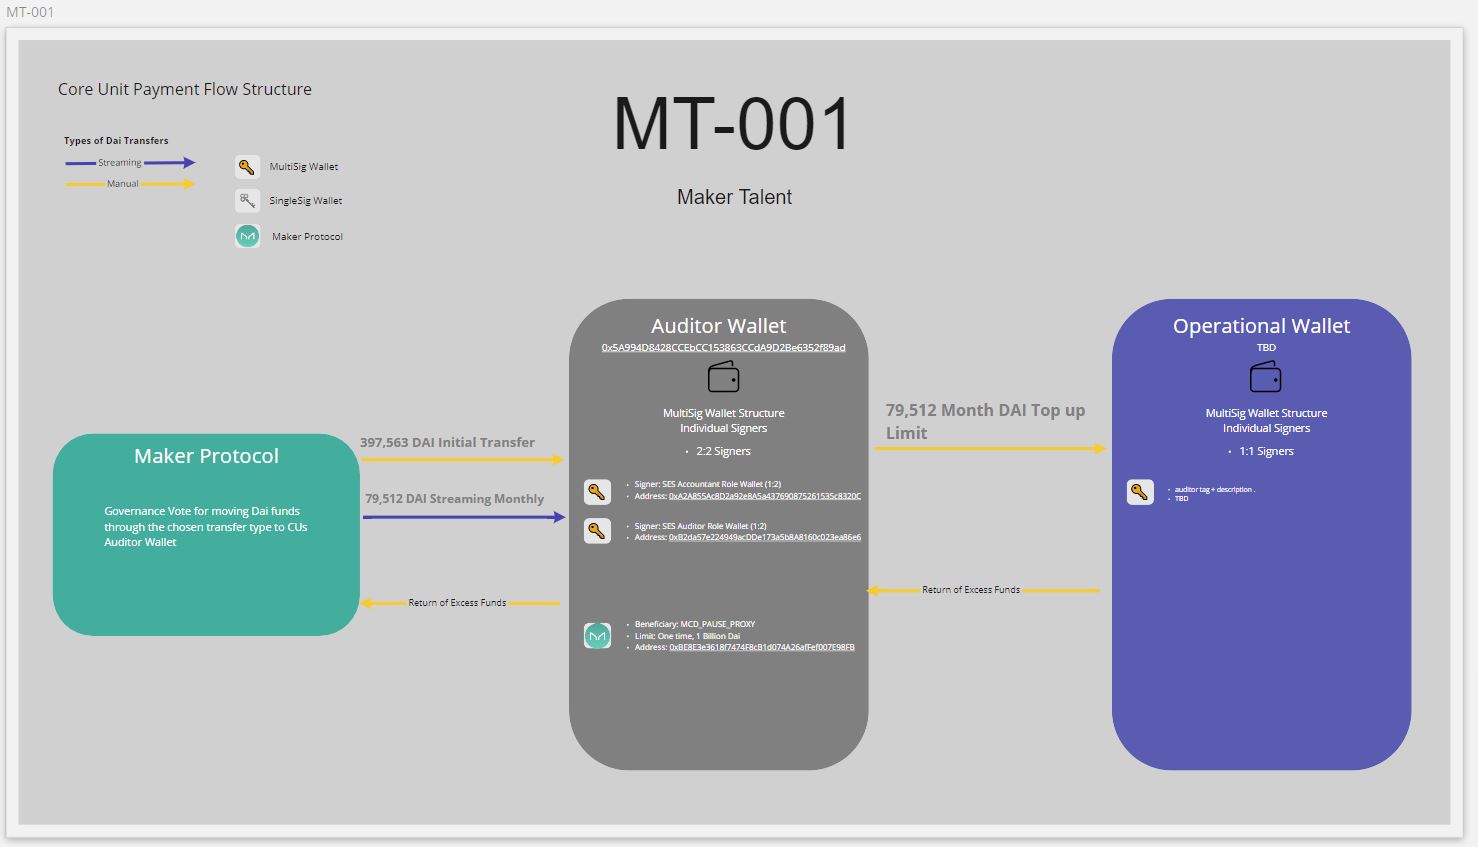 MT-001
Core Unit Payment Flow Structure
MT-001
Maker Talent
Types of Dai Transfers
Streaming
Manual
MultiSig Wallet
SingleSig Wallet
Maker Protocol
Maker Protocol
Governance Vote for moving Dai funds
through the chosen transfer type to CUs
Auditor Wallet
397,563 DAI Initial Transfer
79,512 DAI Streaming Monthly
Return of Excess Funds
Auditor Wallet
0x5A994D8428CCEbCC153863CCdA9D2Be6352f89ad
MultiSig Wallet Structure
Individual Signers
• 2:2 Signers
• Signer: SES Accountant Role Wallet (1:2)
• Address: 0xA2A855Ac8D2a92e8A5a437690875261535c8320C
• Signer: SES Auditor Role Wallet (1:2)
• Address: 0xB2da57e224949acDDe173a5b8A8160c023ea86e6
• Beneficiary: MCD_PAUSE_PROXY
• Limit: One time, 1 Billion Dai
• Address: 0xBE8E3e3618f7474F8cB1d074A26afFef007E98FB
79,512 Month DAI Top up
Limit
Return of Excess Funds
Operational Wallet
TBD
MultiSig Wallet Structure
Individual Signers
• 1:1 Signers
• auditor tag + description .
• TBD